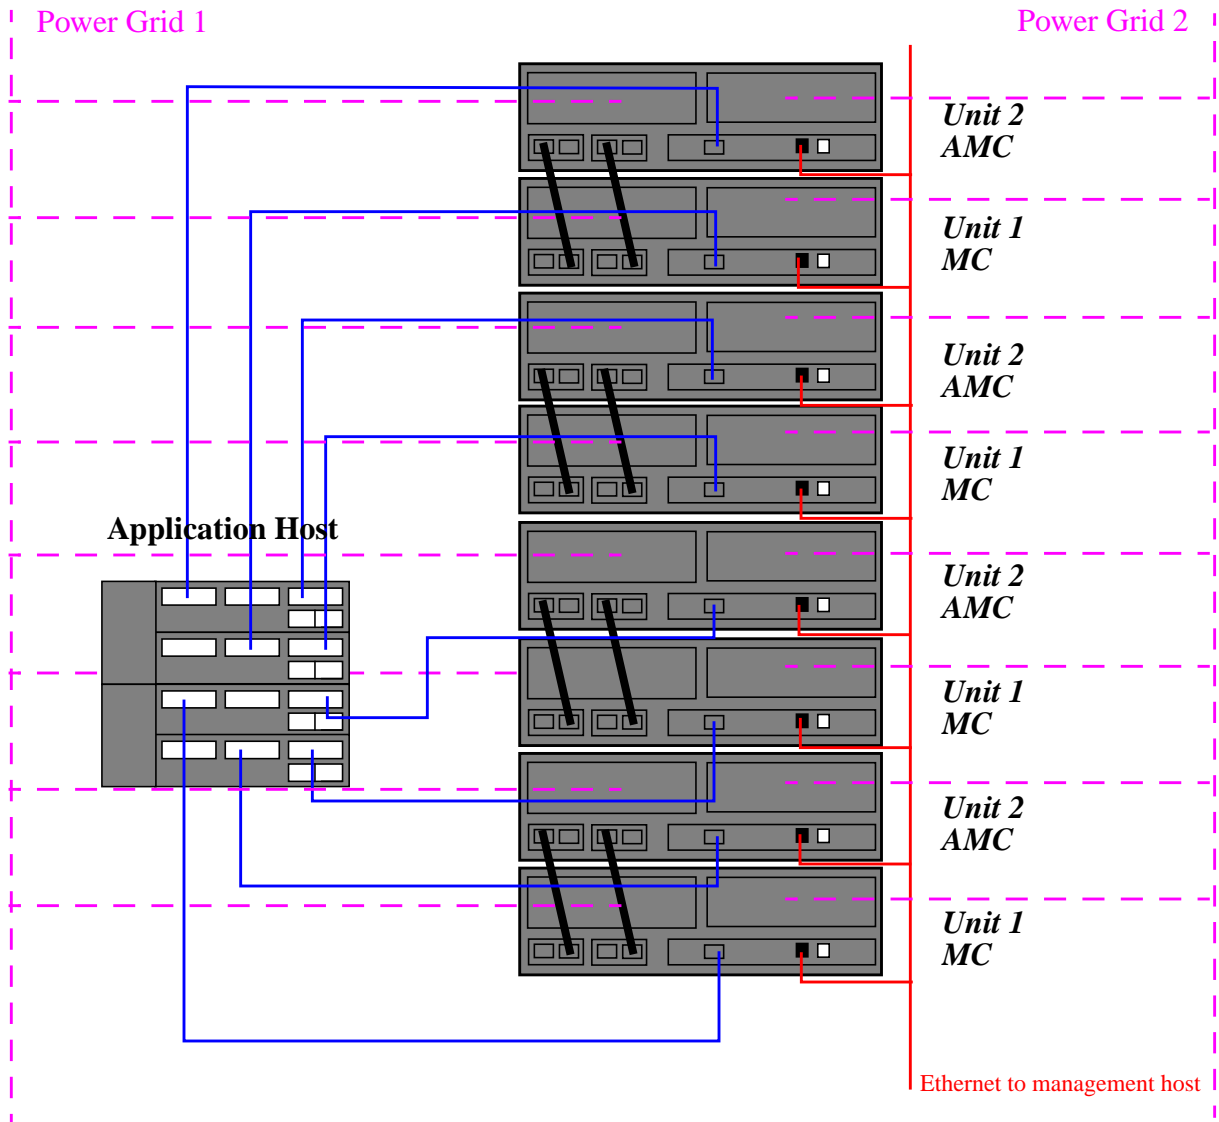 Power Grid 1
Power Grid 2
Unit 2
AMC
Unit 1
MC
Unit 2
AMC
Unit 1
MC
Application Host
Unit 2
AMC
Unit 1
MC
Unit 2
AMC
Unit 1
MC
Ethernet to management host